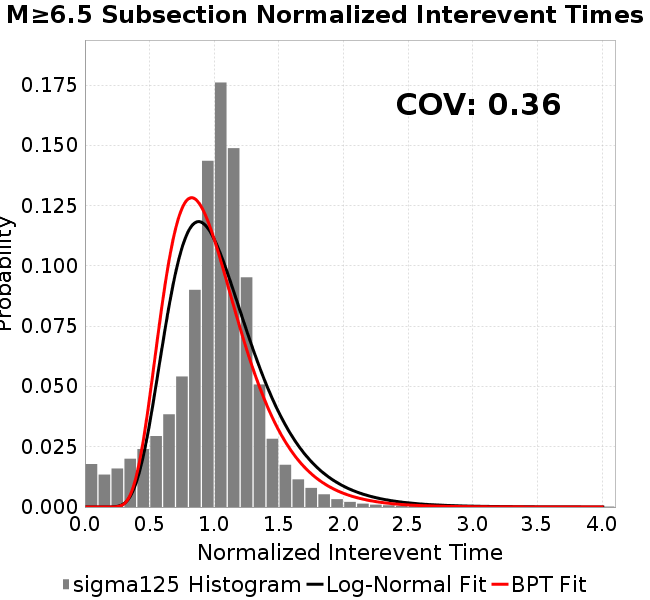 M≥6.5 Subsection Normalized Interevent Times
COV: 0.36
0.175
0.150
0.125
0.100
0.075
0.050
0.025
0.000
Probability
0.0 0.5 1.0 1.5 2.0 2.5 3.0 3.5 4.0
Normalized Interevent Time
sigma125 Histogram Log-Normal Fit BPT Fit